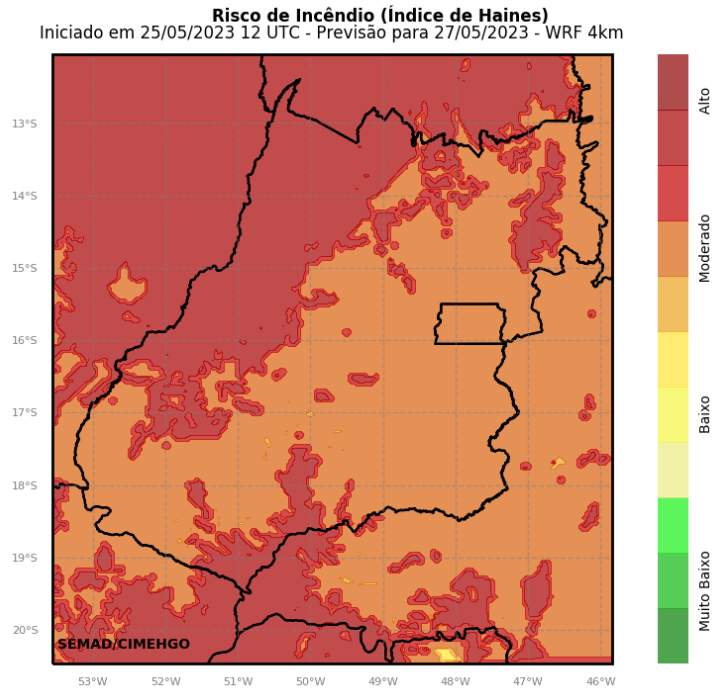 Risco de Incêndio (Índice de Haines)
Iniciado em 25/05/2023 12 UTC - Previsão para 27/05/2023 - WRF 4km
13°S
14°S
15°S
16°S
17°S
18°S
19°S
20°S
SEMAD/CIMEHGO
53°W 52°W 51°W 50°W 49°W 48°W 47°W 46°W
Alto
Moderado
Baixo
Muito Baixo